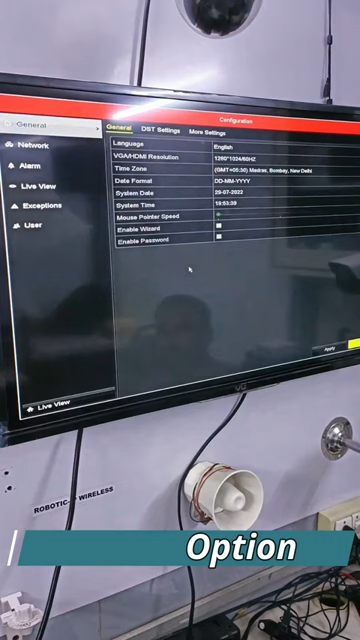 Configuration
General
General DST Settings More Settings
Language English
VGA/HDMI Resolution 1280*1024/60HZ
Time Zone (GMT+05:30) Madras, Bombay, New Delhi
Date Format DD-MM-YYYY
System Date 29-07-2022
System Time 19:53:39
Mouse Pointer Speed
Enable Wizard
Enable Password
Network
Alarm
Live View
Exceptions
User
Apply
Live View
ROBOTIC WIRELESS
Option